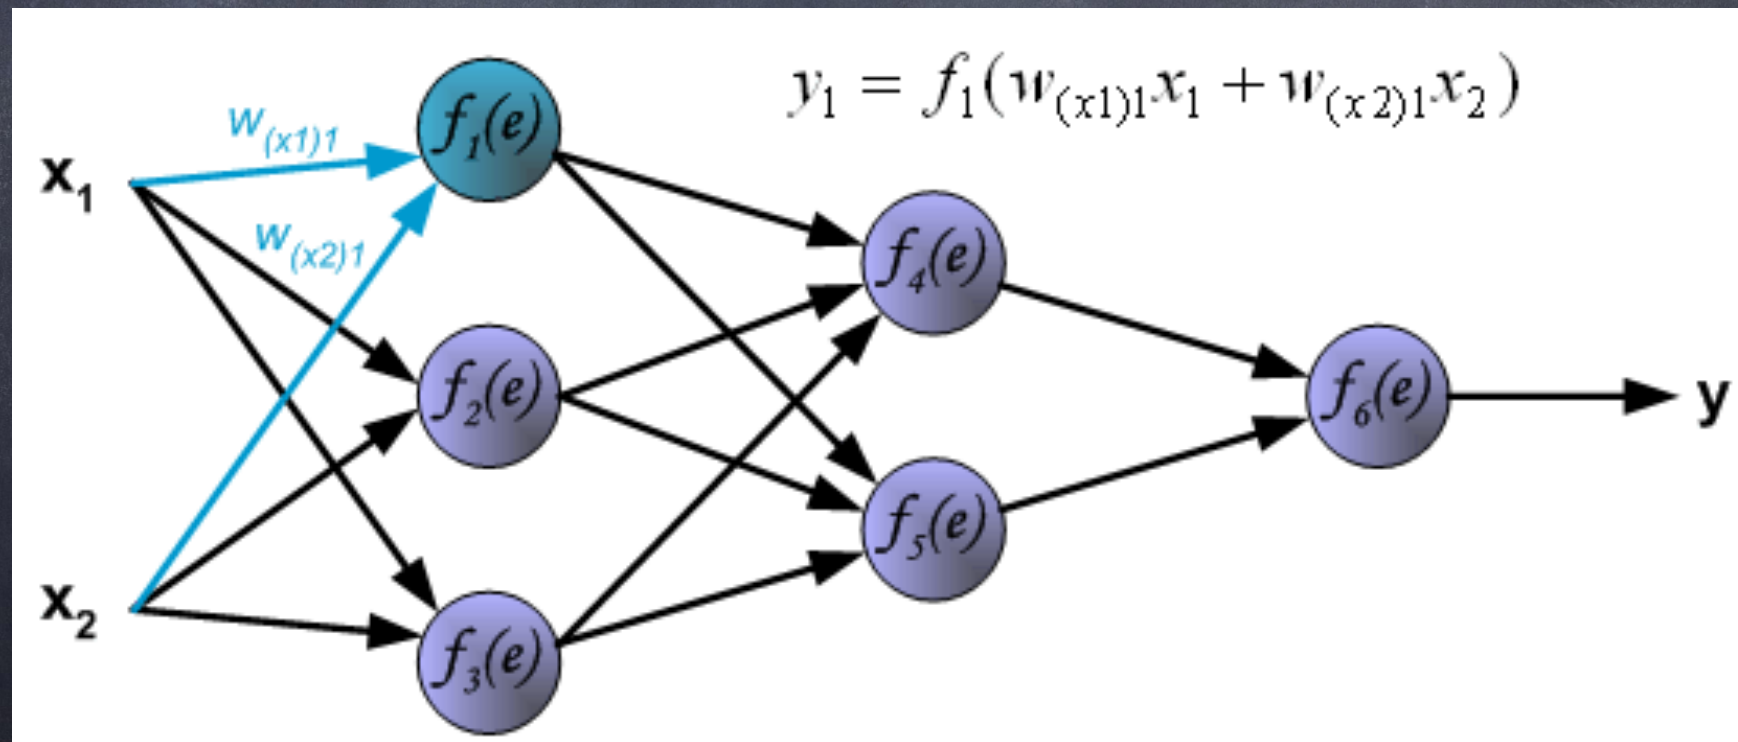 y₁ = f₁(w₍ₓ₁₎₁x₁ + w₍ₓ₂₎₁x₂)
w₍ₓ₁₎₁
f₁(e)
x₁
w₍ₓ₂₎₁
f₄(e)
f₂(e)
f₆(e)
y
f₅(e)
x₂
f₃(e)